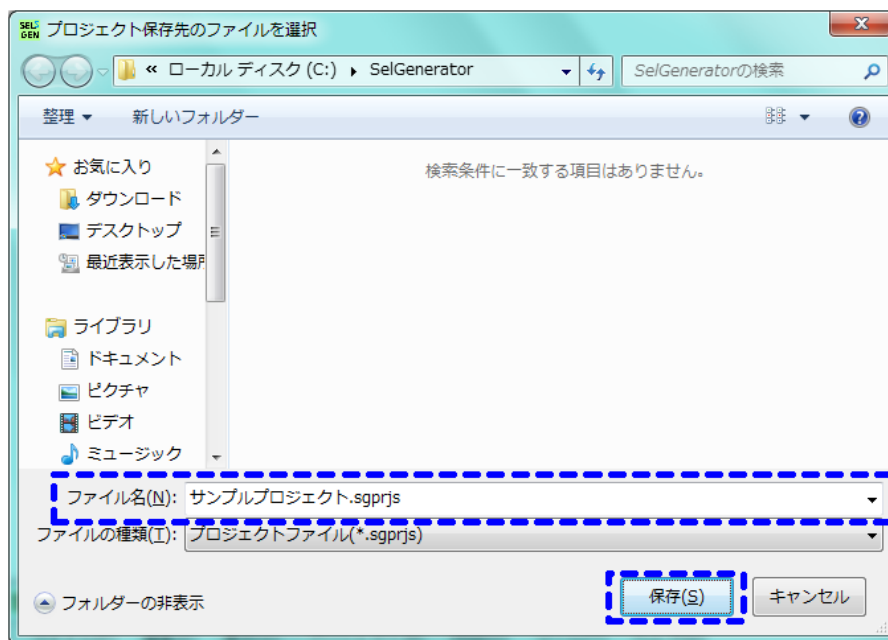 SEL GEN プロジェクト保存先のファイルを選択
« ローカル ディスク (C:) SelGenerator SelGeneratorの検索
整理 新しいフォルダー
お気に入り
検索条件に一致する項目はありません。
ダウンロード
デスクトップ
最近表示した場所
ライブラリ
ドキュメント
ピクチャ
ビデオ
ミュージック
ファイル名(N): サンプルプロジェクト.sgprjs
ファイルの種類(T): プロジェクトファイル(*.sgprjs)
フォルダーの非表示 保存(S) キャンセル